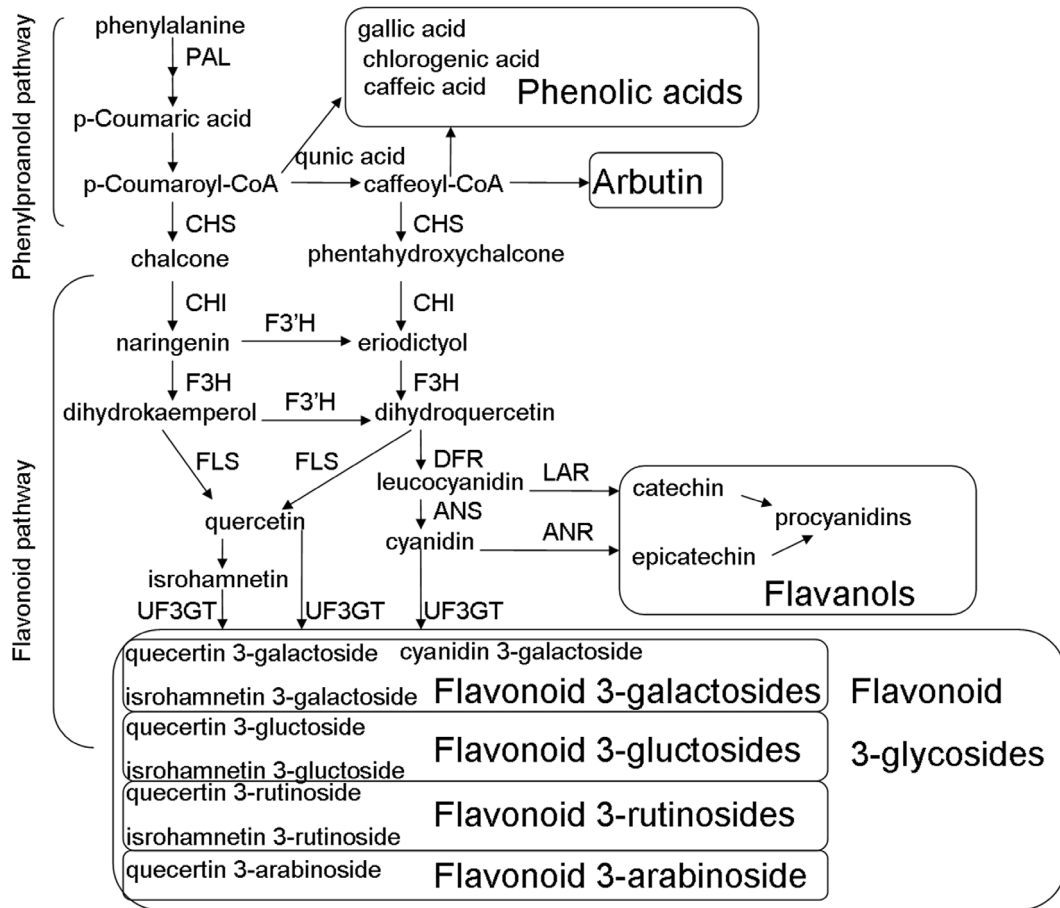 phenylalanine
PAL
p-Coumaric acid
p-Coumaroyl-CoA
Phenylproanold pathway
gallic acid
chlorogenic acid
caffeic acid
Phenolic acids
qunic acid
caffeoyl-CoA
Arbutin
CHS
CHS
chalcone
phentahydroxychalcone
CHI
CHI
naringenin
F3'H
eriodictyol
F3H
F3H
dihydrokaemperol
F3'H
dihydroquercetin
Flavonoid pathway
FLS
FLS
DFR
leucocyanidin
LAR
catechin
quercetin
ANS
cyanidin
ANR
epicatechin
procyanidins
Flavanols
isrohamnetin
UF3GT
UF3GT
UF3GT
quecertin 3-galactoside
cyanidin 3-galactoside
isrohamnetin 3-galactoside
Flavonoid 3-galactosides
quecertin 3-gluctoside
isrohamnetin 3-gluctoside
Flavonoid 3-gluctosides
quecertin 3-rutinoside
isrohamnetin 3-rutinoside
Flavonoid 3-rutinosides
quecertin 3-arabinoside
Flavonoid 3-arabinoside
Flavonoid
3-glycosides